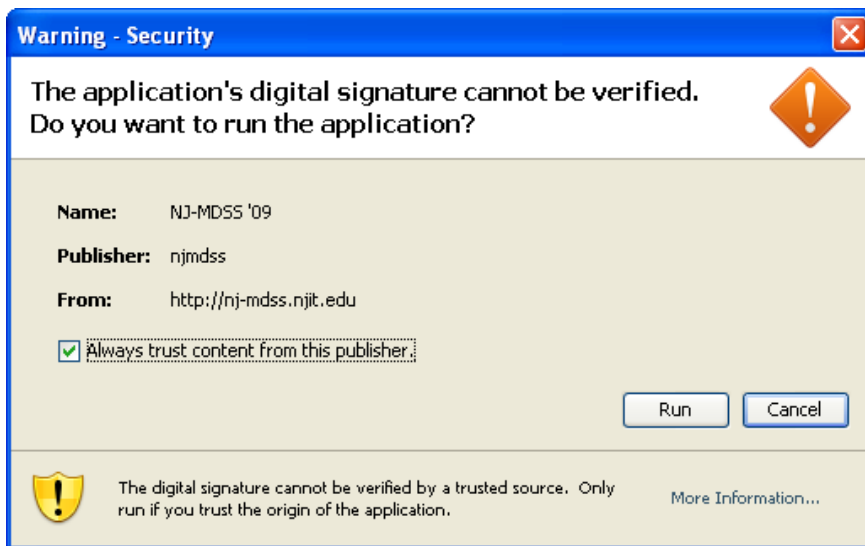 Warning - Security
The application's digital signature cannot be verified.
Do you want to run the application?
Name: NJ-MDSS '09
Publisher: njmdss
From: http://nj-mdss.njit.edu
Always trust content from this publisher.
Run Cancel
The digital signature cannot be verified by a trusted source. Only
run if you trust the origin of the application.
More Information...